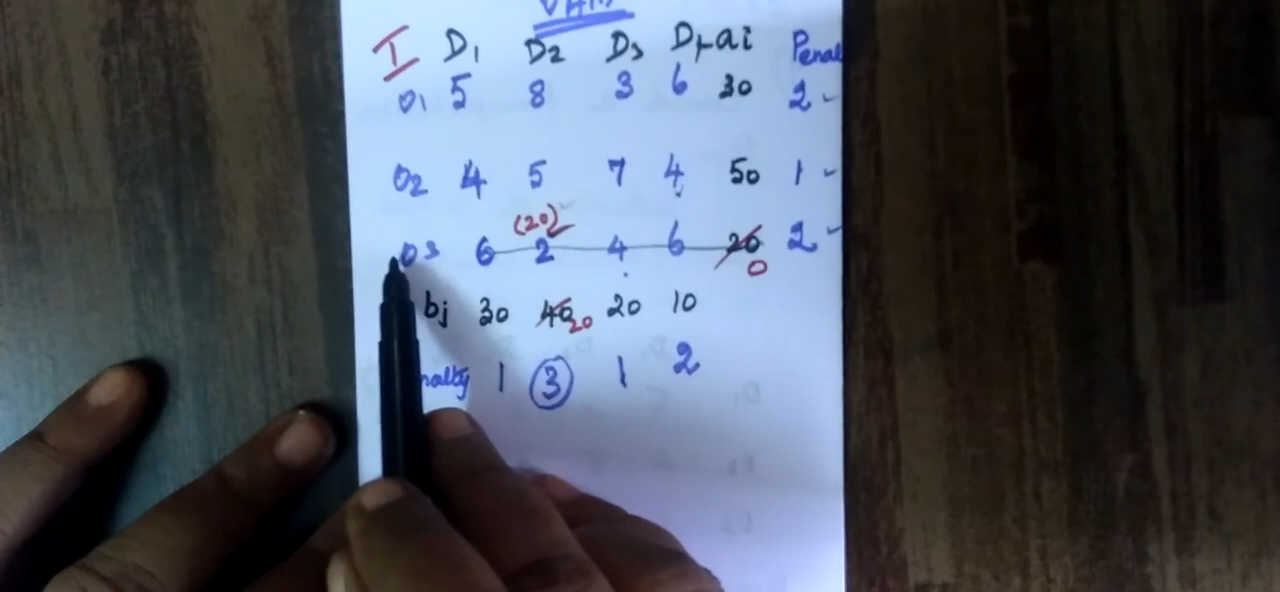 VAM
I D1 D2 D3 D4 ai Penal
O1 5 8 3 6 30 2 -
O2 4 5 7 4 50 1 -
(20)
O3 6 2 4 6 20 2 -
0
bj 30 40 20 20 10
nalty 1 3 1 2